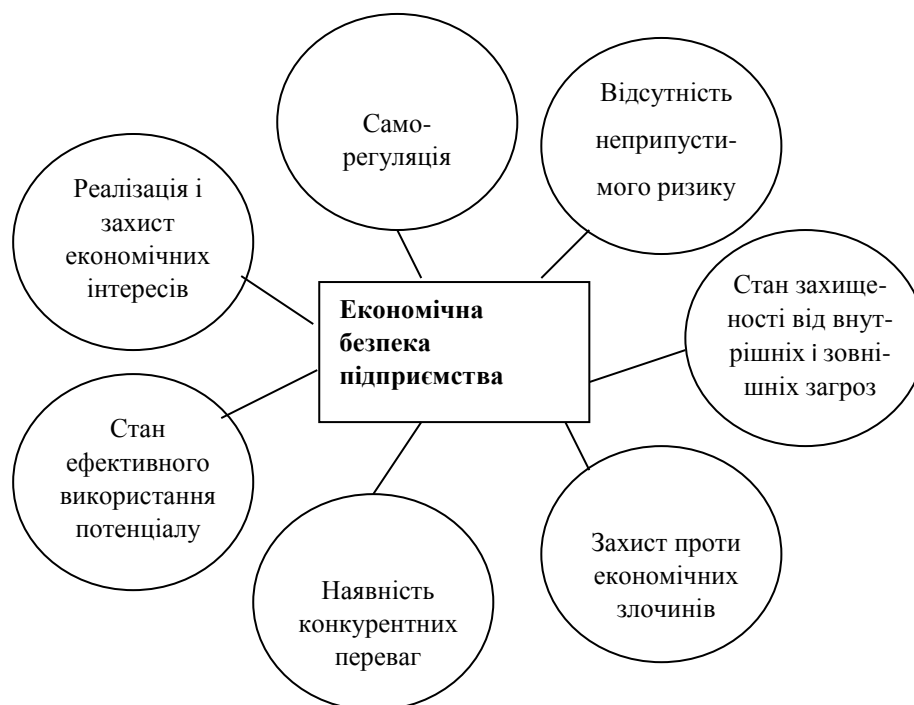 Само-
регуляція
Відсутність
неприпусти-
мого ризику
Реалізація і
захист
економічних
інтересів
Економічна
безпека
підприємства
Стан захище-
ності від внут-
рішніх і зовні-
шніх загроз
Стан
ефективного
використання
потенціалу
Наявність
конкурентних
переваг
Захист проти
економічних
злочинів